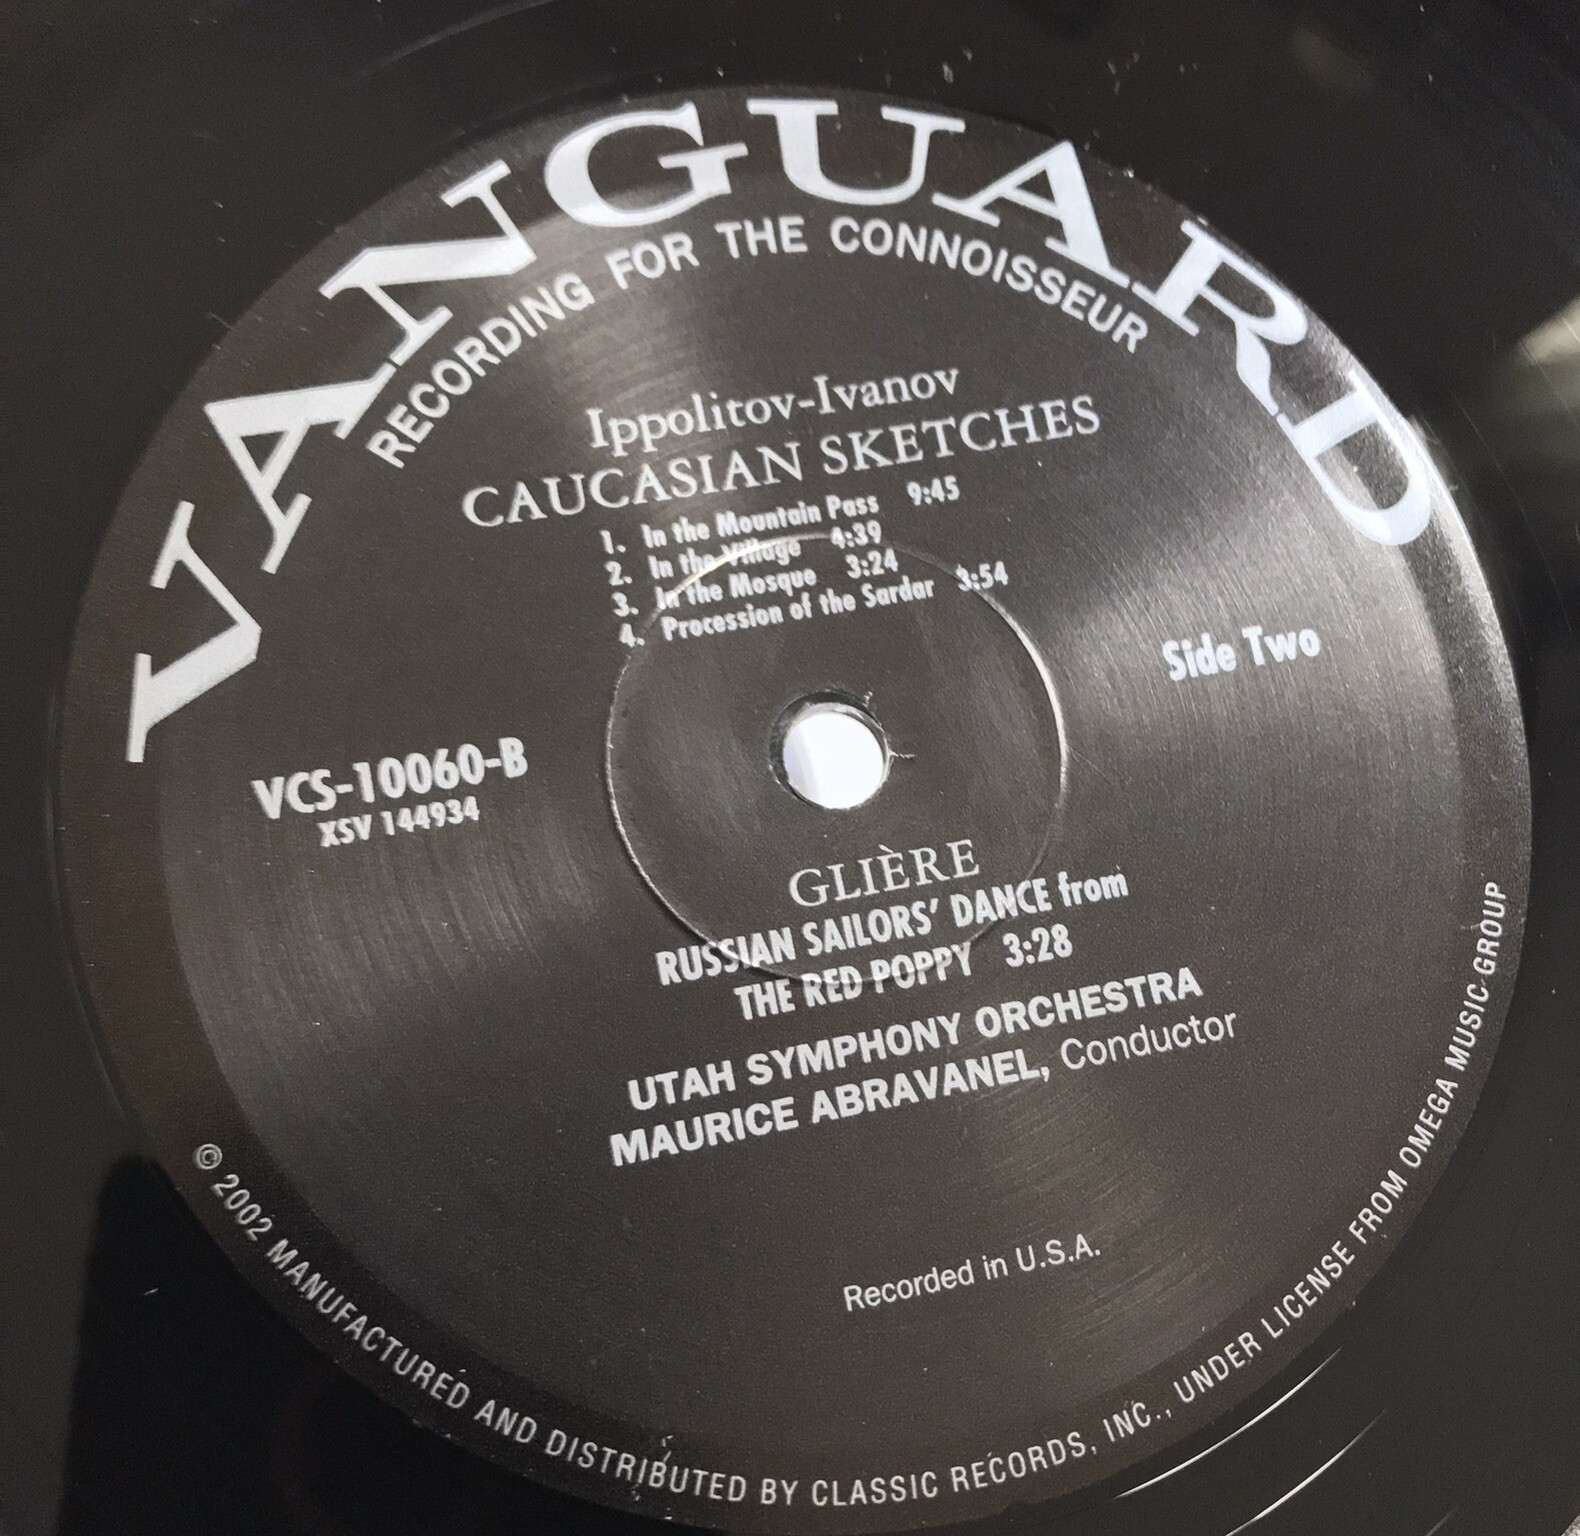 VANGUARD
RECORDING FOR THE CONNOISSEUR
Ippolitov-Ivanov
CAUCASIAN SKETCHES
1. In the Mountain Pass 9:45
2. In the Village 4:39
3. In the Mosque 3:24
4. Procession of the Sardar 3:54
Side Two
VCS-10060-B
XSV 144934
GLIÈRE
RUSSIAN SAILORS' DANCE from
THE RED POPPY 3:28
UTAH SYMPHONY ORCHESTRA
MAURICE ABRAVANEL, Conductor
Recorded in U.S.A.
© 2002 MANUFACTURED AND DISTRIBUTED BY CLASSIC RECORDS, INC., UNDER LICENSE FROM OMEGA MUSIC GROUP